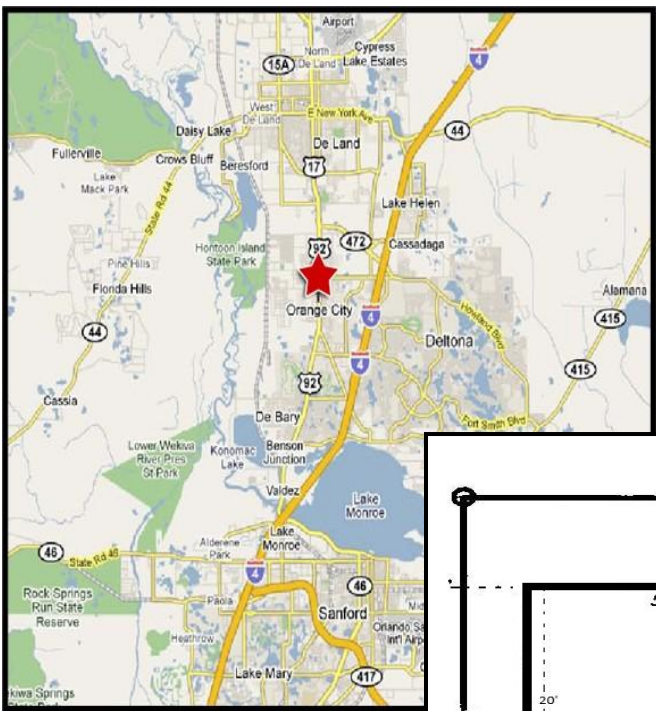 Airport
North
De Land
Cypress
Lake Estates
4
15A
West
De Land
E New York Ave
44
Daisy Lake
De Land
Fullerville
Crows Bluff
Beresford
17
Lake
Mack Park
State Rd 44
Lake Helen
Hontoon Island
State Park
92
472
Cassadaga
Pine Hills
Florida Hills
Orange City
Howland Blvd
Alamana
4
415
44
Deltona
4
415
92
Cassia
De Bary
Fort Smith Blvd
Lower Wekiva
River Pres
St Park
Konomac
Lake
Benson
Junction
Valdez
Lake
Monroe
Alderene
Park
Lake
Monroe
46
State Rd 46
4
46
Rock Springs
Run State
Reserve
Paola
Sanford
Heathrow
Lake Mary
417
20'